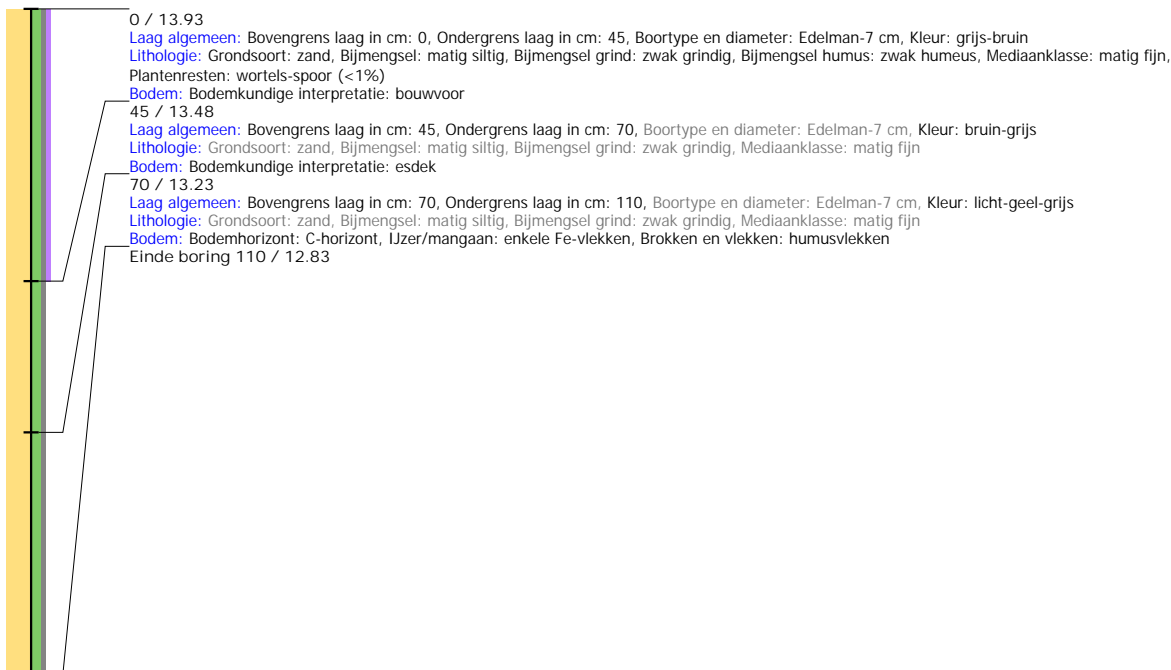 0 / 13.93
Laag algemeen: Bovengrens laag in cm: 0, Ondergrens laag in cm: 45, Boortype en diameter: Edelman-7 cm, Kleur: grijs-bruin
Lithologie: Grondsoort: zand, Bijmengsel: matig siltig, Bijmengsel grind: zwak grindig, Bijmengsel humus: zwak humeus, Mediaanklasse: matig fijn,
Plantenresten: wortels-spoor (<1%)
Bodem: Bodemkundige interpretatie: bouwvoor
45 / 13.48
Laag algemeen: Bovengrens laag in cm: 45, Ondergrens laag in cm: 70, Boortype en diameter: Edelman-7 cm, Kleur: bruin-grijs
Lithologie: Grondsoort: zand, Bijmengsel: matig siltig, Bijmengsel grind: zwak grindig, Mediaanklasse: matig fijn
Bodem: Bodemkundige interpretatie: esdek
70 / 13.23
Laag algemeen: Bovengrens laag in cm: 70, Ondergrens laag in cm: 110, Boortype en diameter: Edelman-7 cm, Kleur: licht-geel-grijs
Lithologie: Grondsoort: zand, Bijmengsel: matig siltig, Bijmengsel grind: zwak grindig, Mediaanklasse: matig fijn
Bodem: Bodemhorizont: C-horizont, IJzer/mangaan: enkele Fe-vlekken, Brokken en vlekken: humusvlekken
Einde boring 110 / 12.83